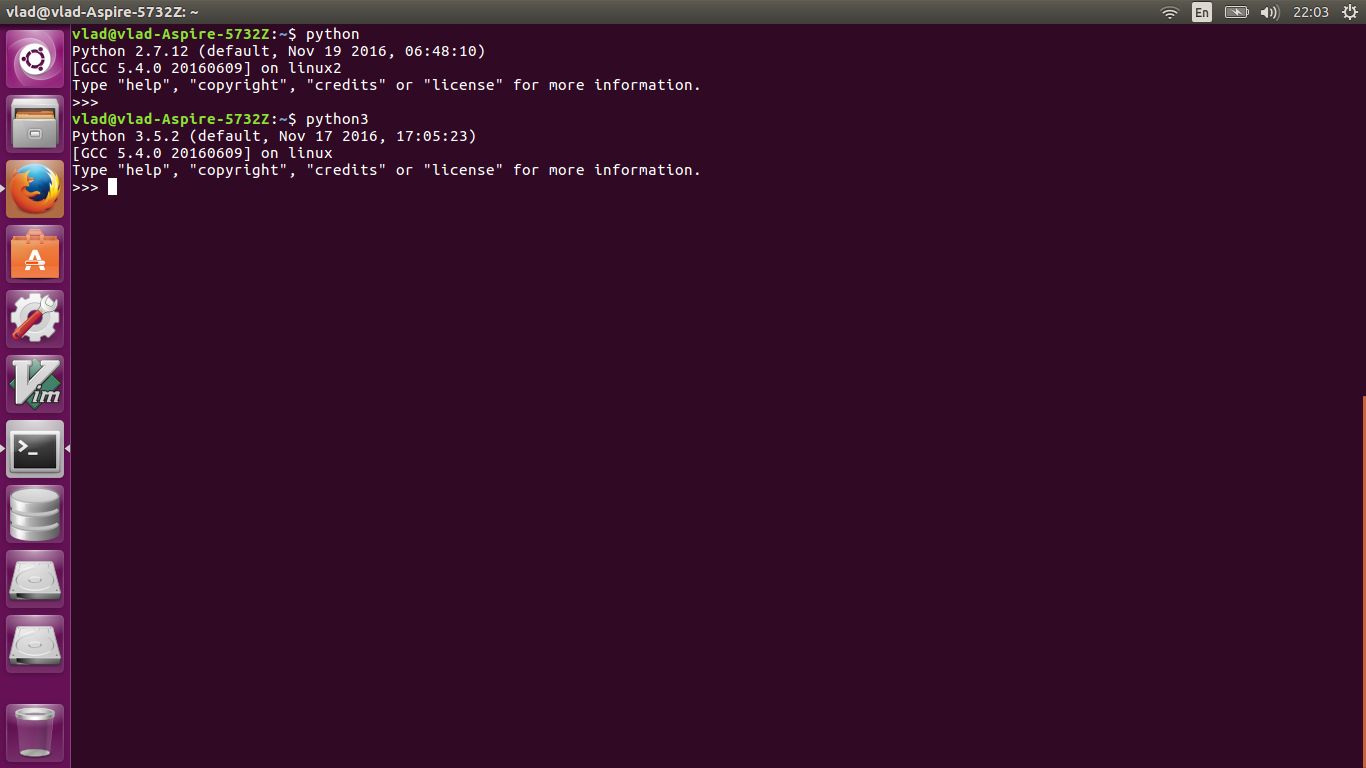 vlad@vlad-Aspire-5732Z: ~
En
22:03
vlad@vlad-Aspire-5732Z:~$ python
Python 2.7.12 (default, Nov 19 2016, 06:48:10)
[GCC 5.4.0 20160609] on linux2
Type "help", "copyright", "credits" or "license" for more information.
>>>
vlad@vlad-Aspire-5732Z:~$ python3
Python 3.5.2 (default, Nov 17 2016, 17:05:23)
[GCC 5.4.0 20160609] on linux
Type "help", "copyright", "credits" or "license" for more information.
>>>
A
Vim
>_